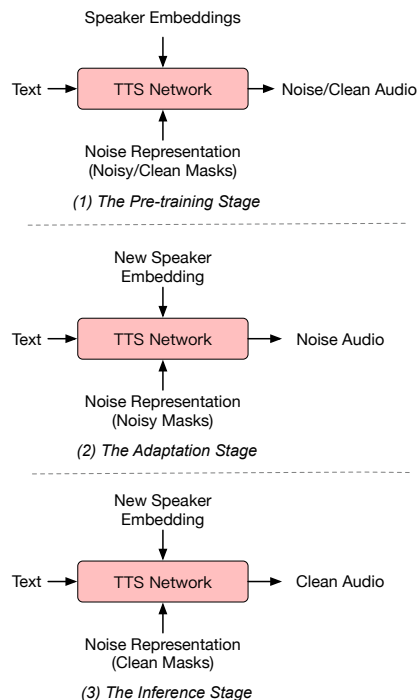 Speaker Embeddings
Text
TTS Network
Noise/Clean Audio
Noise Representation
(Noisy/Clean Masks)
(1) The Pre-training Stage
New Speaker
Embedding
Text
TTS Network
Noise Audio
Noise Representation
(Noisy Masks)
(2) The Adaptation Stage
New Speaker
Embedding
Text
TTS Network
Clean Audio
Noise Representation
(Clean Masks)
(3) The Inference Stage